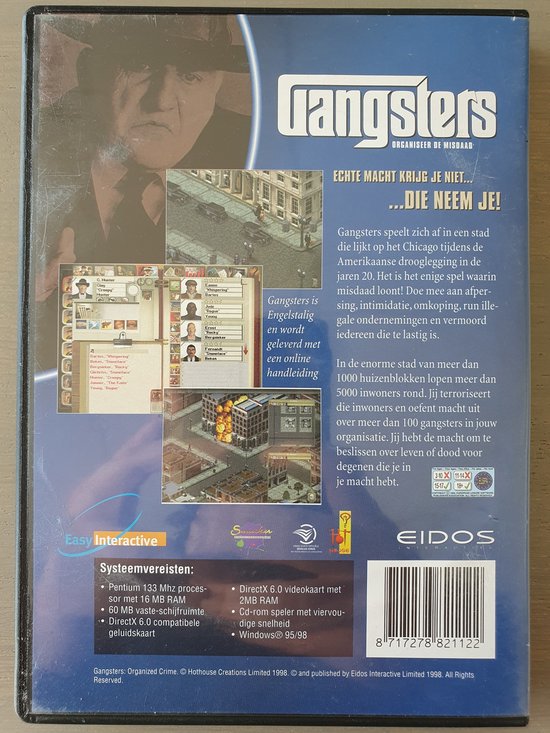 Gangsters
ORGANISEER DE MISDAAD
ECHTE MACHT KRIJG JE NIET...
...DIE NEEM JE!
Gangsters speelt zich af in een stad
die lijkt op het Chicago tijdens de
Amerikaanse drooglegging in de
jaren 20. Het is het enige spel waarin
misdaad loont! Doe mee aan afper-
sing, intimidatie, omkoping, run ille-
gale ondernemingen en vermoord
iedereen die te lastig is.
Gangsters is
Engelstalig
en wordt
geleverd met
een online
handleiding
In de enorme stad van meer dan
1000 huizenblokken lopen meer dan
5000 inwoners rond. Jij terroriseert
die inwoners en oefent macht uit
over meer dan 100 gangsters in jouw
organisatie. Jij hebt de macht om te
beslissen over leven of dood voor
degenen die je in
je macht hebt.
3-10
11-14
15-17
18+
Easy Interactive
EIDOS
INTERACTIVE
Systeemvereisten:
• Pentium 133 Mhz proces-
sor met 16 MB RAM
• 60 MB vaste-schijfruimte
• DirectX 6.0 compatibele
geluidskaart
• DirectX 6.0 videokaart met
2MB RAM
• Cd-rom speler met viervou-
dige snelheid
• Windows® 95/98
8 717278 821122
Gangsters: Organized Crime. © Hothouse Creations Limited 1998. © and published by Eidos Interactive Limited 1998. All Rights
Reserved.